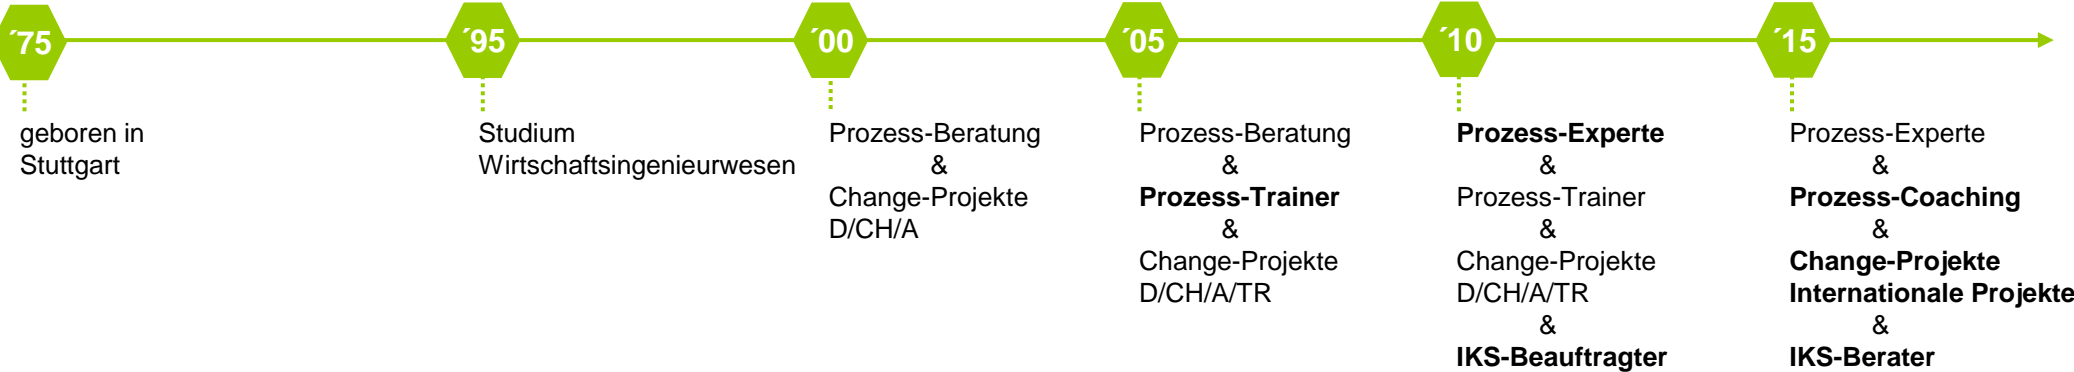 ´75
geboren in
Stuttgart
´95
Studium
Wirtschaftsingenieurwesen
´00
Prozess-Beratung
&
Change-Projekte
D/CH/A
´05
Prozess-Beratung
&
Prozess-Trainer
&
Change-Projekte
D/CH/A/TR
´10
Prozess-Experte
&
Prozess-Trainer
&
Change-Projekte
D/CH/A/TR
&
IKS-Beauftragter
´15
Prozess-Experte
&
Prozess-Coaching
&
Change-Projekte
Internationale Projekte
&
IKS-Berater